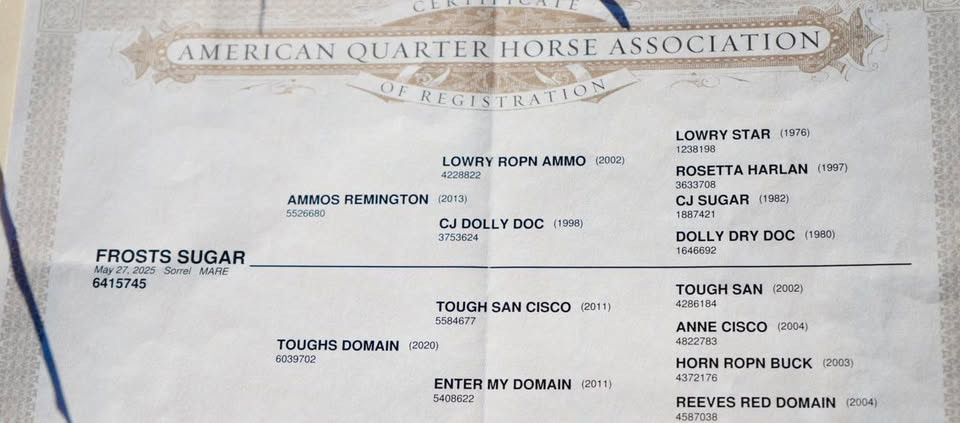 CERTIFICATE
AMERICAN QUARTER HORSE ASSOCIATION
OF REGISTRATION
LOWRY STAR (1976)
1238198
LOWRY ROPN AMMO (2002)
4228822
ROSETTA HARLAN (1997)
3633708
AMMOS REMINGTON (2013)
5526680
CJ SUGAR (1982)
1887421
CJ DOLLY DOC (1998)
3753624
DOLLY DRY DOC (1980)
1646692
FROSTS SUGAR
May 27, 2025 Sorrel MARE
6415745
TOUGH SAN (2002)
4286184
TOUGH SAN CISCO (2011)
5584677
ANNE CISCO (2004)
4822783
TOUGHS DOMAIN (2020)
6039702
HORN ROPN BUCK (2003)
4372176
ENTER MY DOMAIN (2011)
5408622
REEVES RED DOMAIN (2004)
4587038